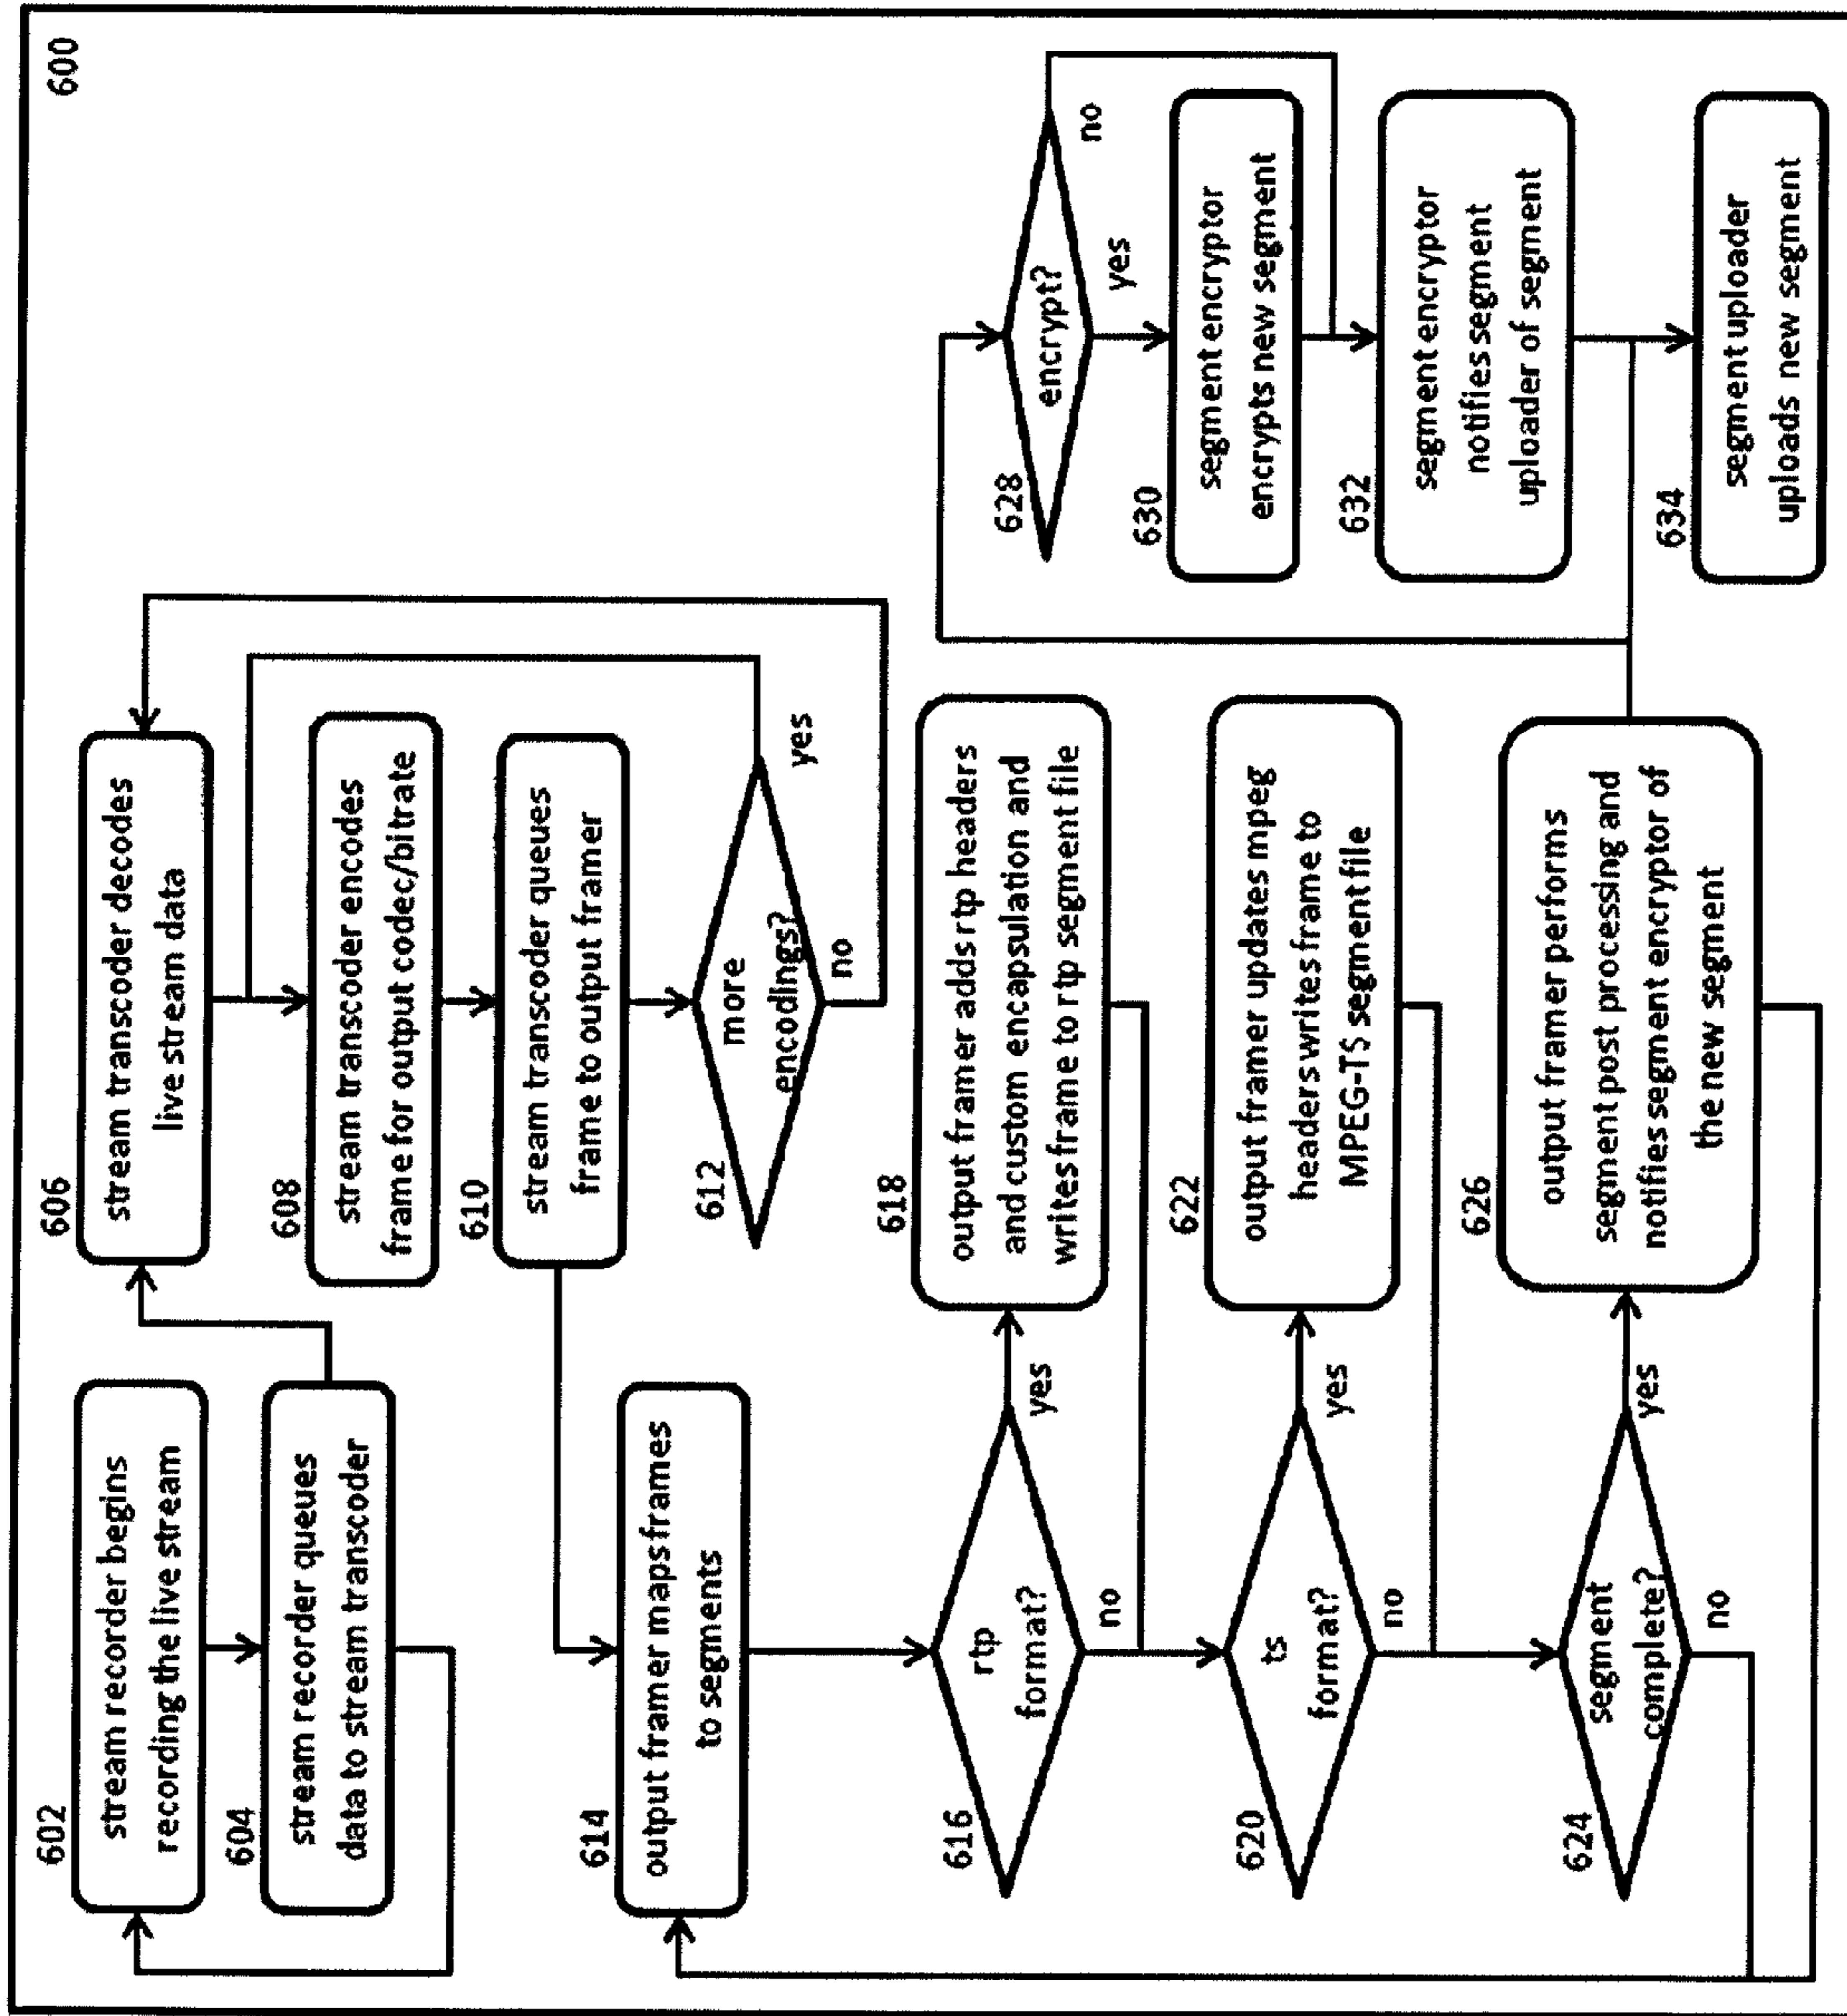 600
602
stream recorder begins
recording the live stream
604
stream recorder queues
data to stream transcoder
606
stream transcoder decodes
live stream data
608
stream transcoder encodes
frame for output codec/bitrate
610
stream transcoder queues
frame to output framer
612
more
encodings?
yes
no
614
output framer maps frames
to segments
616
rtp
format?
yes
no
618
output framer adds rtp headers
and custom encapsulation and
writes frame to rtp segment file
620
ts
format?
yes
no
622
output framer updates mpeg
headers writes frame to
MPEG-TS segment file
624
segment
complete?
yes
no
626
output framer performs
segment post processing and
notifies segment encryptor of
the new segment
628
encrypt?
no
yes
630
segment encryptor
encrypts new segment
632
segment encryptor
notifies segment
uploader of segment
634
segment uploader
uploads new segment